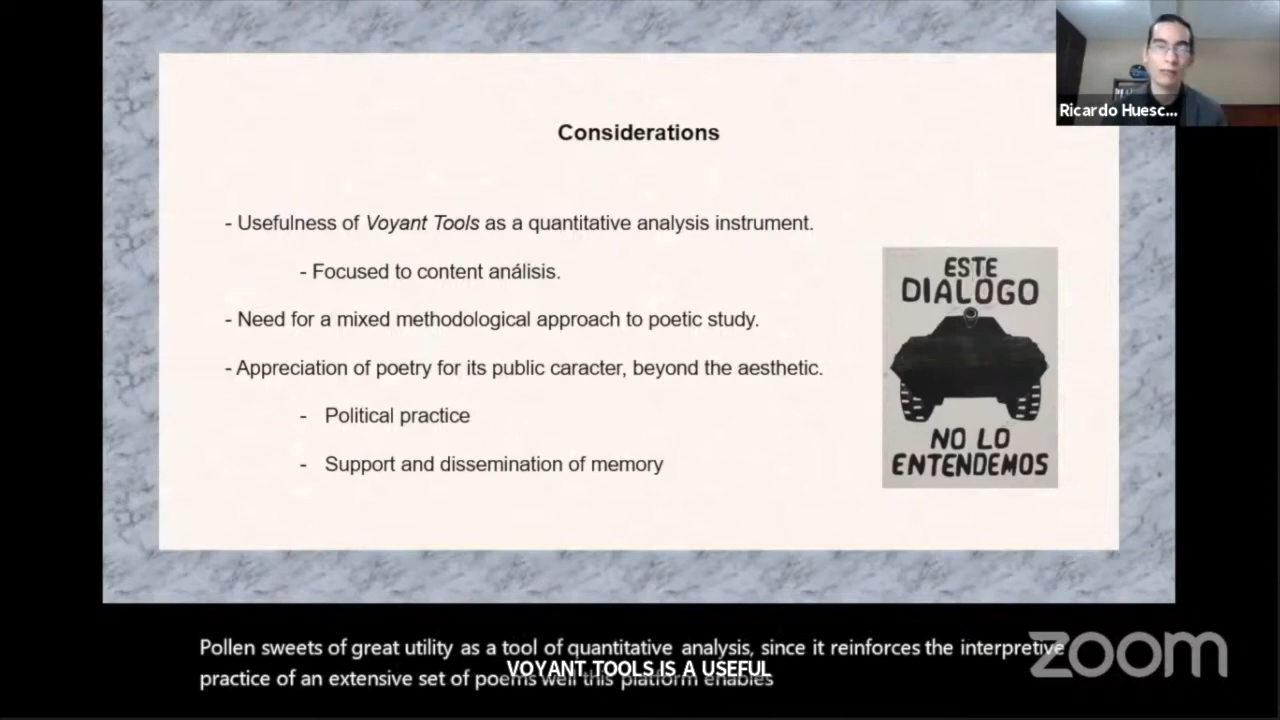 Ricardo Huesc...
Considerations
- Usefulness of Voyant Tools as a quantitative analysis instrument.
- Focused to content análisis.
- Need for a mixed methodological approach to poetic study.
- Appreciation of poetry for its public caracter, beyond the aesthetic.
- Political practice
- Support and dissemination of memory
ESTE
DIALOGO
NO LO
ENTENDEMOS
Pollen sweets of great utility as a tool of quantitative analysis, since it reinforces the interpretive
VOYANT TOOLS IS A USEFUL
practice of an extensive set of poems well this platform enables
zoom